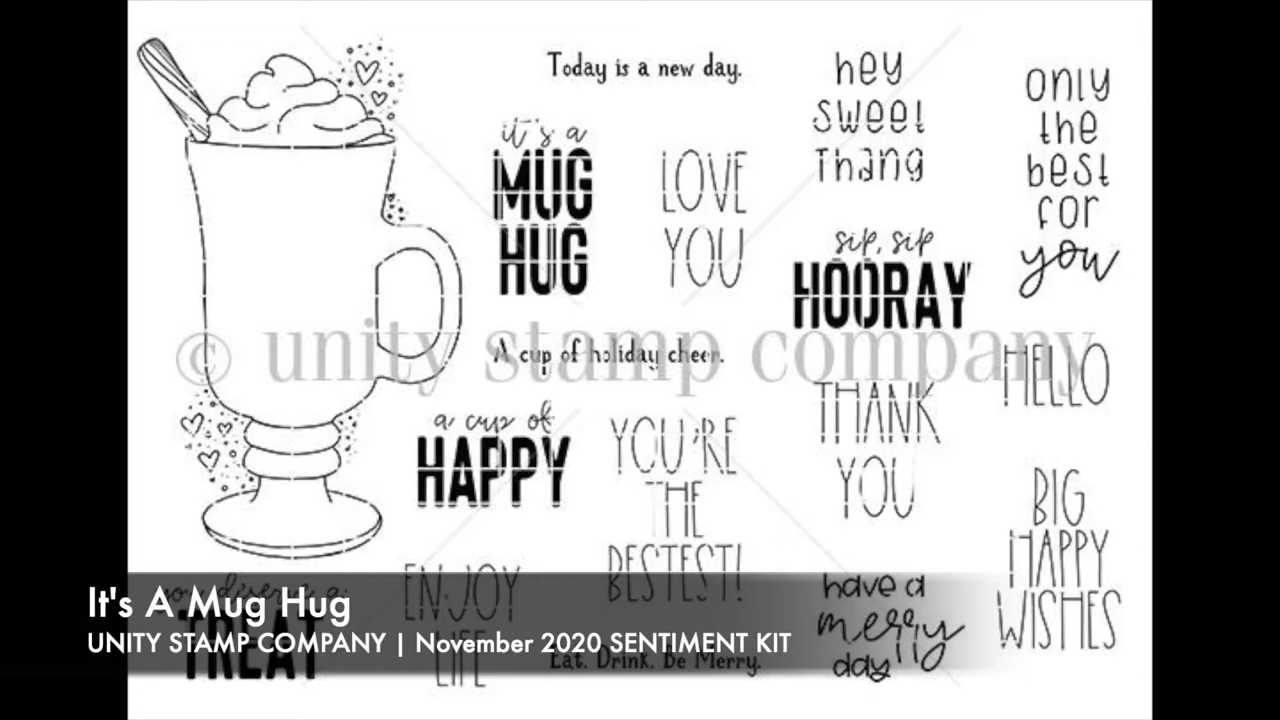 Today is a new day.
it's a
MUG
HUG
LOVE
YOU
hey
sweet
thang
only
the
best
for
you
sip, sip
HOORAY
© unity stamp company
A cup of holiday cheer.
HELLO
a cup of
HAPPY
YOU'RE
THE
BESTEST!
THANK
YOU
BIG
HAPPY
WISHES
you deserve a
TREAT
ENJOY
LIFE
Eat. Drink. Be Merry.
have a
merry
day
It's A Mug Hug
UNITY STAMP COMPANY | November 2020 SENTIMENT KIT